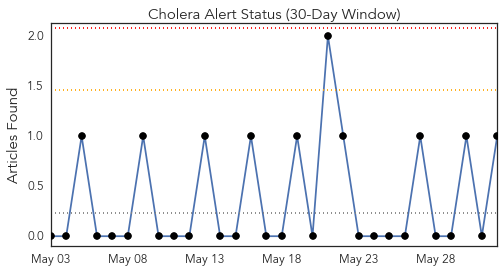 Cholera Alert Status (30-Day Window)
Articles Found
2.0
1.5
1.0
0.5
0.0
May 03
May 08
May 13
May 18
May 23
May 28